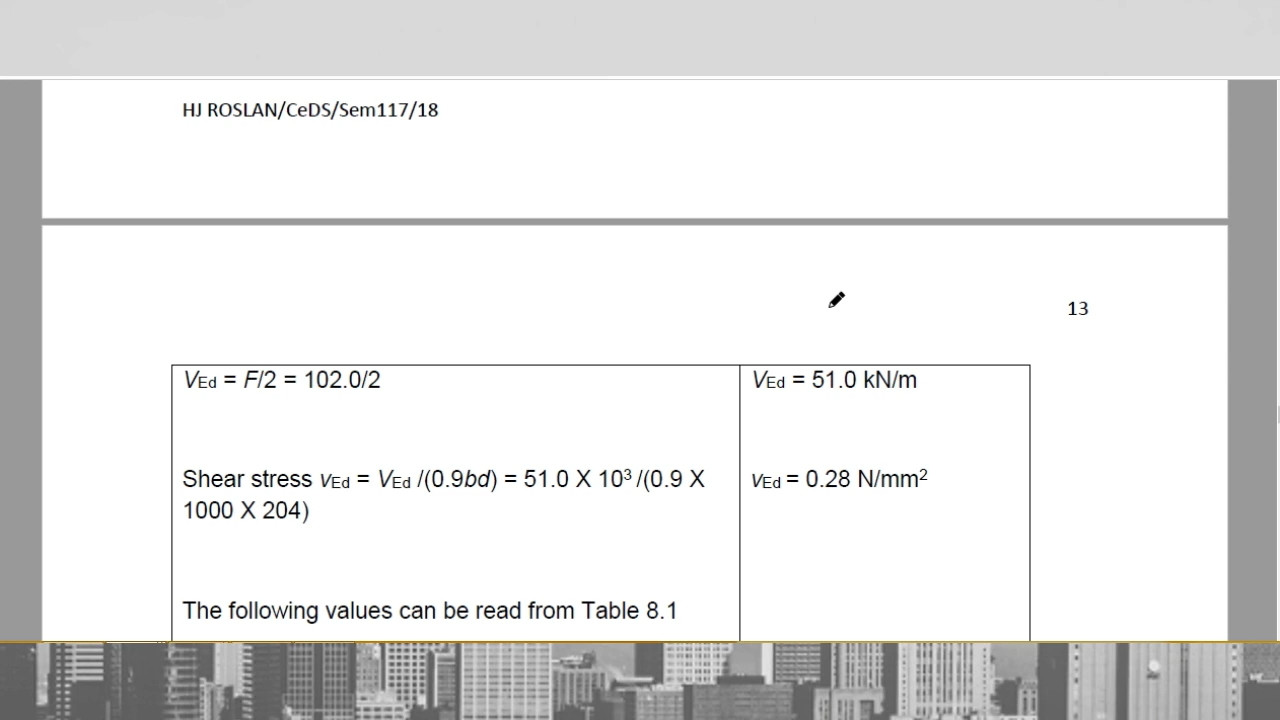 HJ ROSLAN/CeDS/Sem117/18
13
VEd = F/2 = 102.0/2
VEd = 51.0 kN/m
Shear stress vEd = VEd /(0.9bd) = 51.0 X 10³ /(0.9 X
1000 X 204)
vEd = 0.28 N/mm²
The following values can be read from Table 8.1